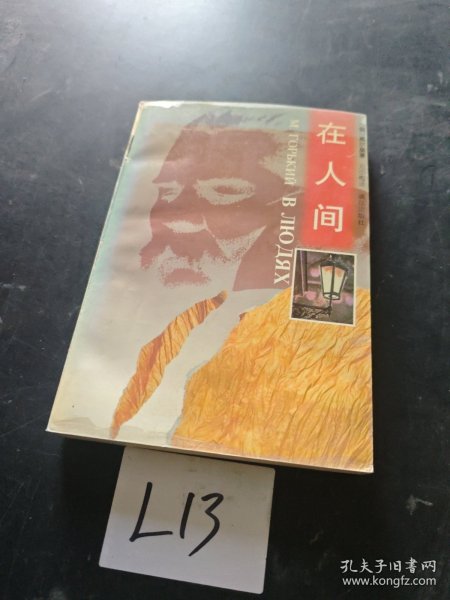 在人间
М. ГОРЬКИЙ
В ЛЮДЯХ
L13
孔夫子旧书网
www.kongfz.com